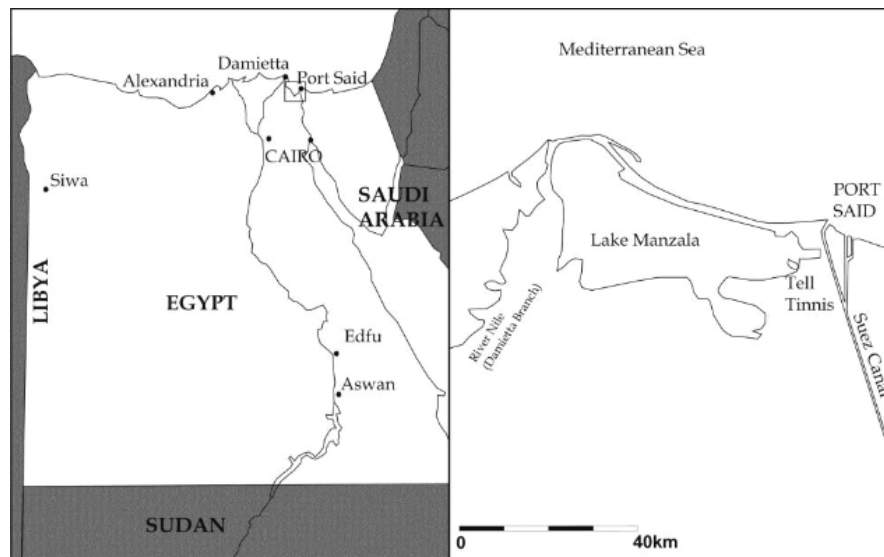 Damietta
Alexandria
Port Said
CAIRO
Siwa
SAUDI
ARABIA
LIBYA
EGYPT
Edfu
Aswan
SUDAN
Mediterranean Sea
PORT
SAID
Lake Manzala
Tell
Tinnis
River Nile
(Damietta Branch)
Suez Canal
0 40km